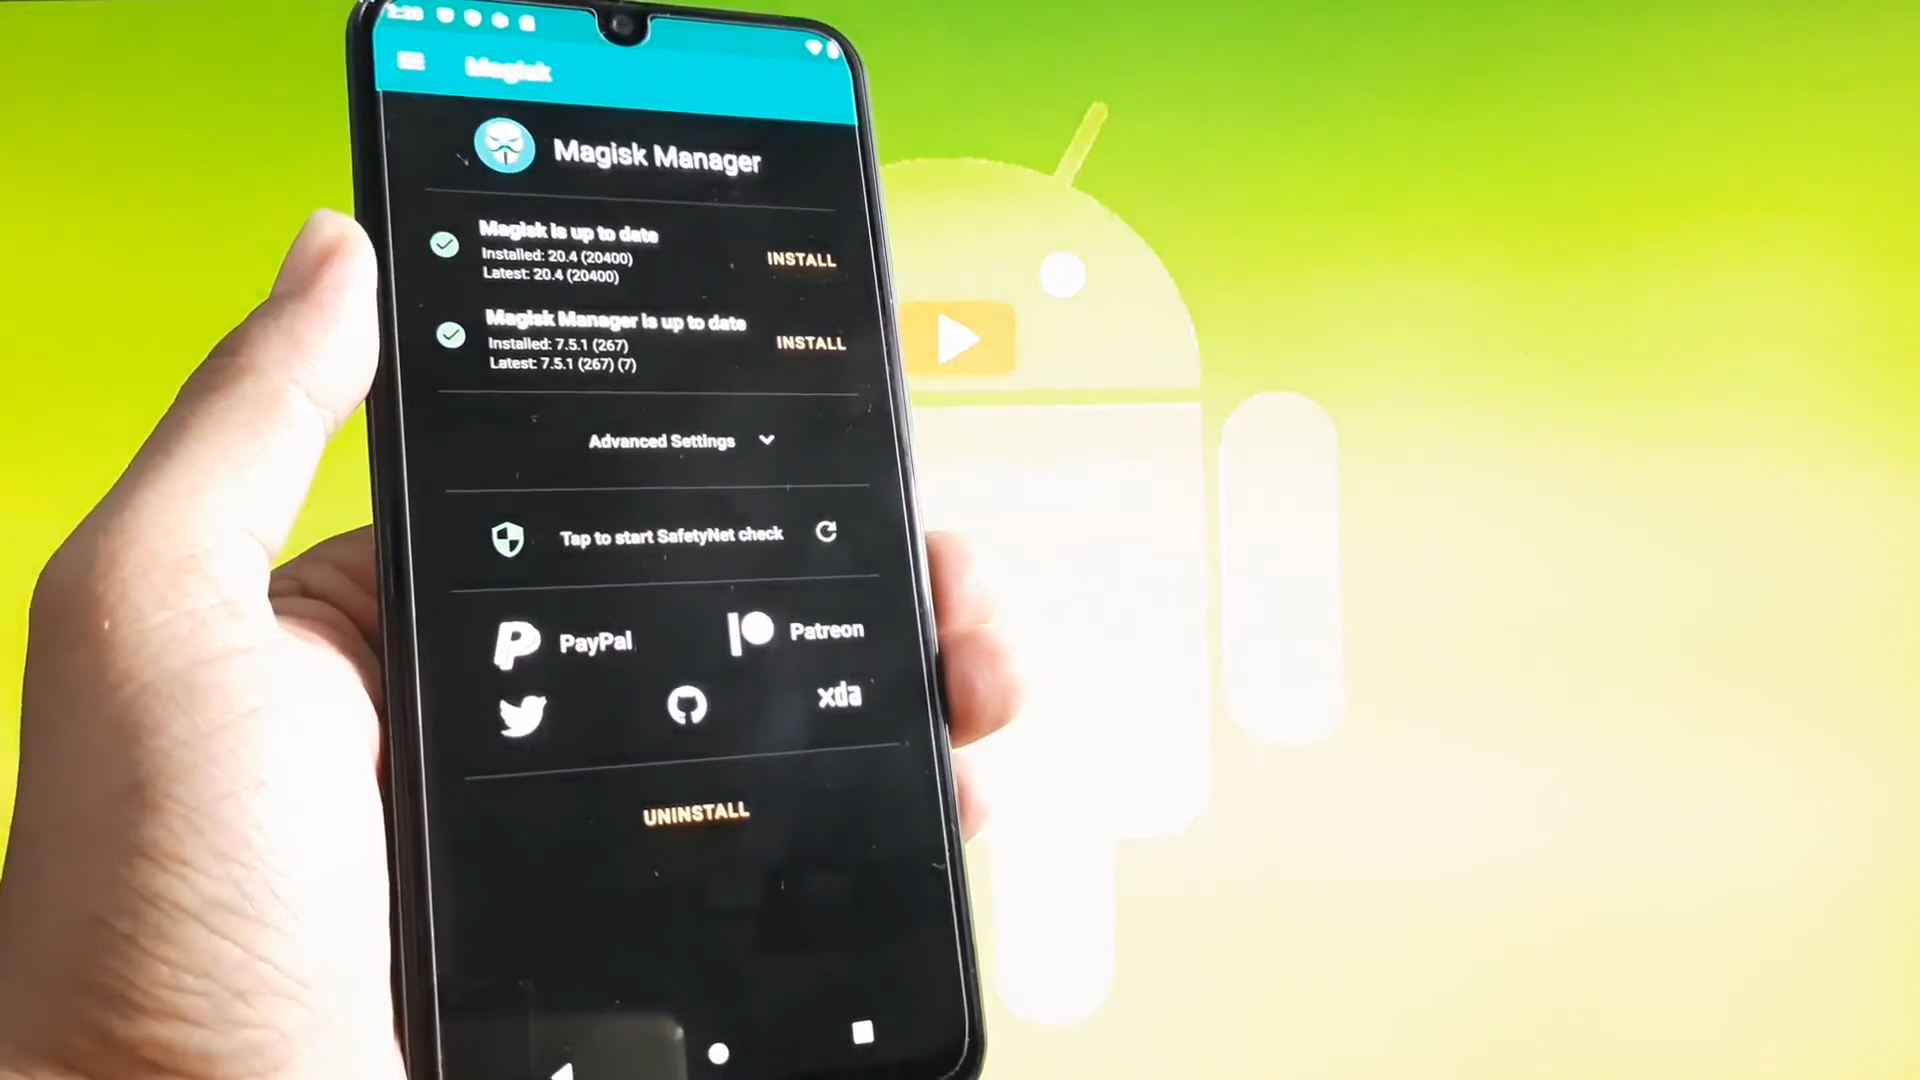 Magisk
Magisk Manager
Magisk is up to date
Installed: 20.4 (20400)
Latest: 20.4 (20400)
INSTALL
Magisk Manager is up to date
Installed: 7.5.1 (267)
Latest: 7.5.1 (267) (7)
INSTALL
Advanced Settings
Tap to start SafetyNet check
PayPal
Patreon
xda
UNINSTALL